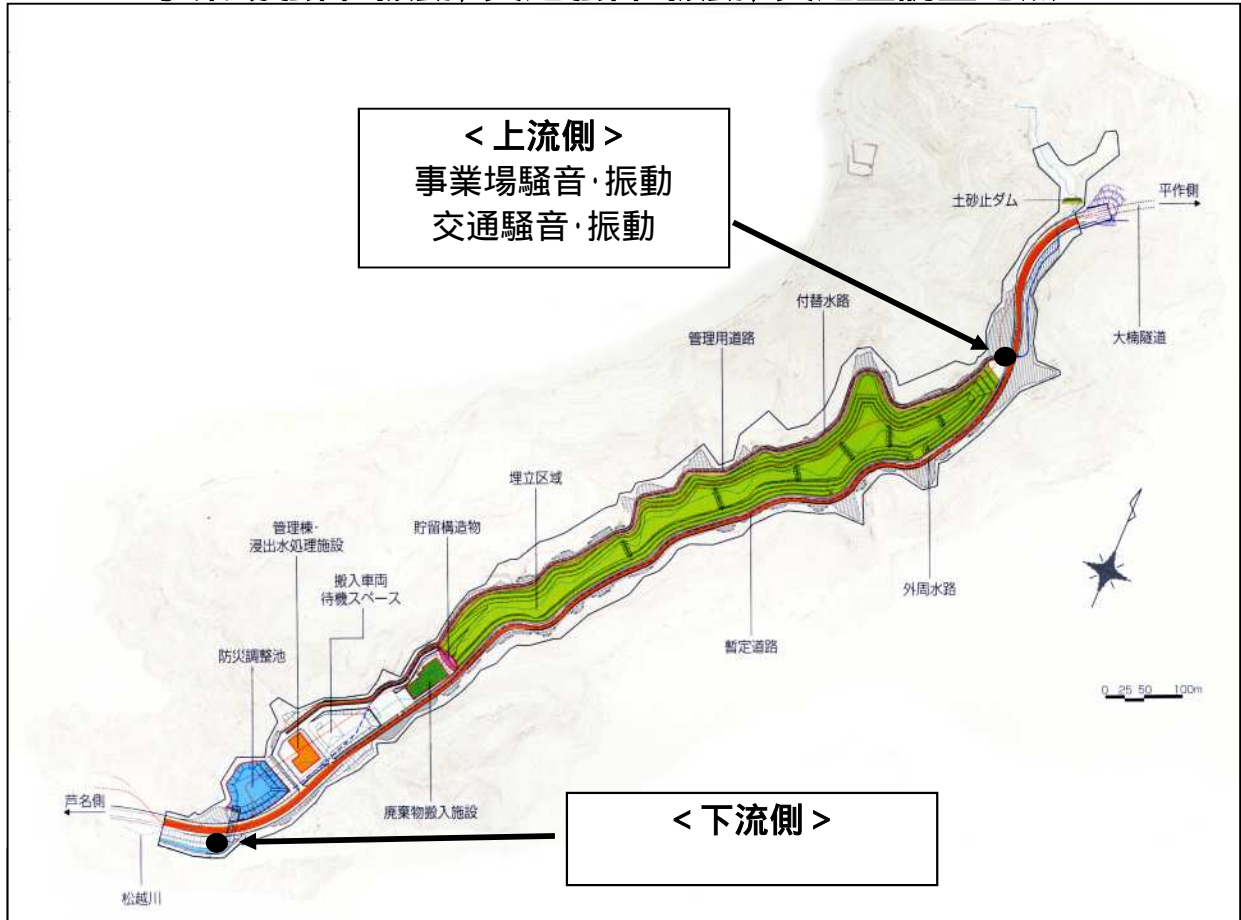 <上流側>
事業場騒音･振動
交通騒音･振動
土砂止ダム
平作側
付替水路
管理用道路
大楠隧道
埋立区域
貯留構造物
管理棟･
浸出水処理施設
搬入車両
待機スペース
外周水路
暫定道路
防災調整池
0 25 50 100m
芦名側
廃棄物搬入施設
<下流側>
松越川